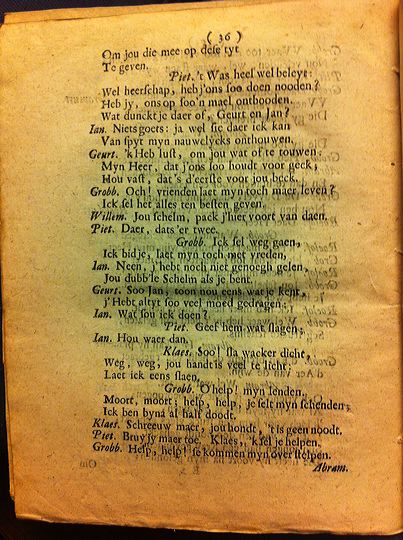 ( 36 )
Om jou die mee op dese tyt
Te geven.
Piet. 't Was heel wel beleyt:
Wel heerschap, heb j'ons soo doen nooden?
Heb jy, ons op soo'n mael ontbooden.
Wat dunckt je daer of, Geurt en Jan?
Ian. Niets goets: ja wel sie daer ick kan
Van spyt myn nauwelycks onthouwen.
Geurt. 'k Heb lust, om jou wat of te touwen:
Myn Heer, dat j'ons soo houdt voor geck,
Hou vast, dat's d'eerste voor jou beck.
Grobb. Och! vrienden laet myn toch maer leven?
Ick sel het alles ten besten geven.
Willem. Jou schelm, pack j'hier voort van daen.
Piet. Daer, dats'er twee.
Grobb. Ick sel weg gaen,
Ick bid je, laet myn toch met vreden,
Ian. Neen, j'hebt noch niet genoegh gelen,
Jou dubb'le Schelm als je bent.
Geurt. Soo Jan, toon nou eens wat je kent,
j'Hebt altyt soo veel moed gedragen.
Ian. Wat sou ick doen?
Piet. Geef hem wat slagen;
Ian. Hou waer dan.
Klaes. Soo! sla wacker dicht,
Weg, weg; jou handt is veel te licht:
Laet ick eens slaen,
Grobb. O help! myn lenden.
Moort, moort; help, help, je selt myn schenden;
Ick ben byna al half doodt.
Klaes. Schreeuw maer, jou hondt, 't is geen noodt.
Piet. Bruy jy maer toe, Klaes, 'k sel je helpen.
Grobb. Help, help! se kommen myn overstelpen.
Abram.